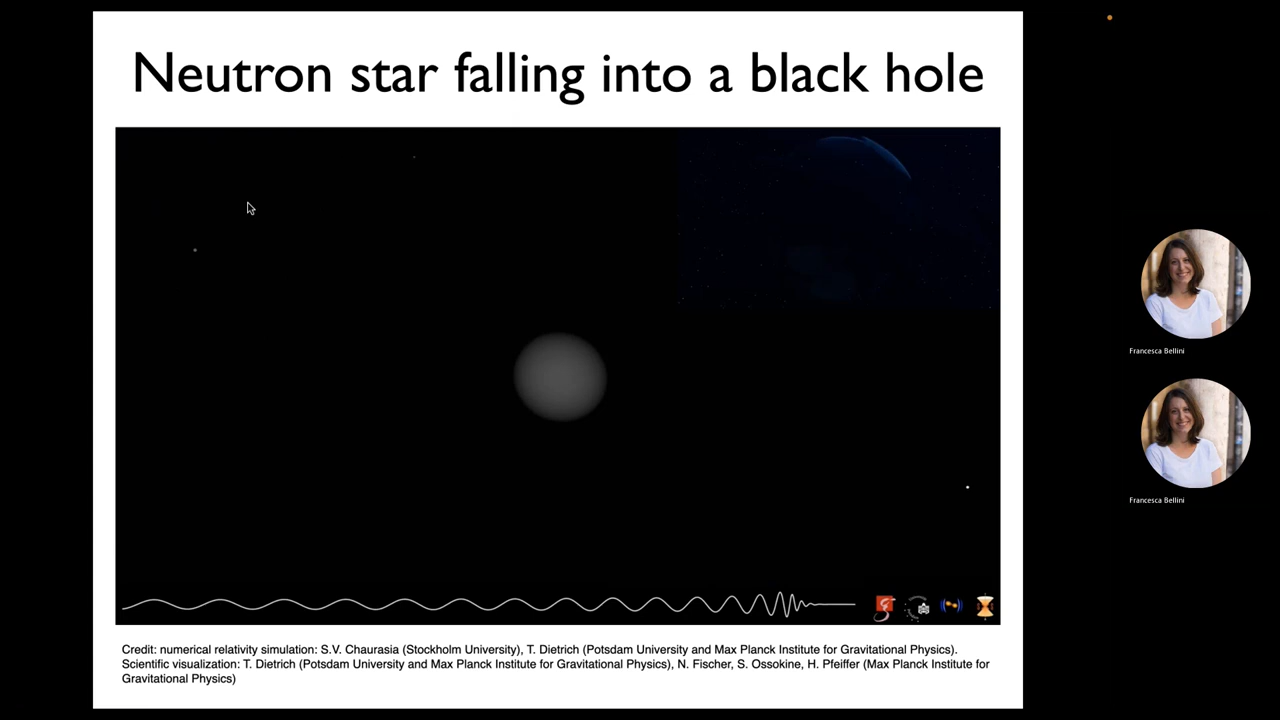 Neutron star falling into a black hole
Francesca Bellini
Francesca Bellini
Credit: numerical relativity simulation: S.V. Chaurasia (Stockholm University), T. Dietrich (Potsdam University and Max Planck Institute for Gravitational Physics).
Scientific visualization: T. Dietrich (Potsdam University and Max Planck Institute for Gravitational Physics), N. Fischer, S. Ossokine, H. Pfeiffer (Max Planck Institute for
Gravitational Physics)